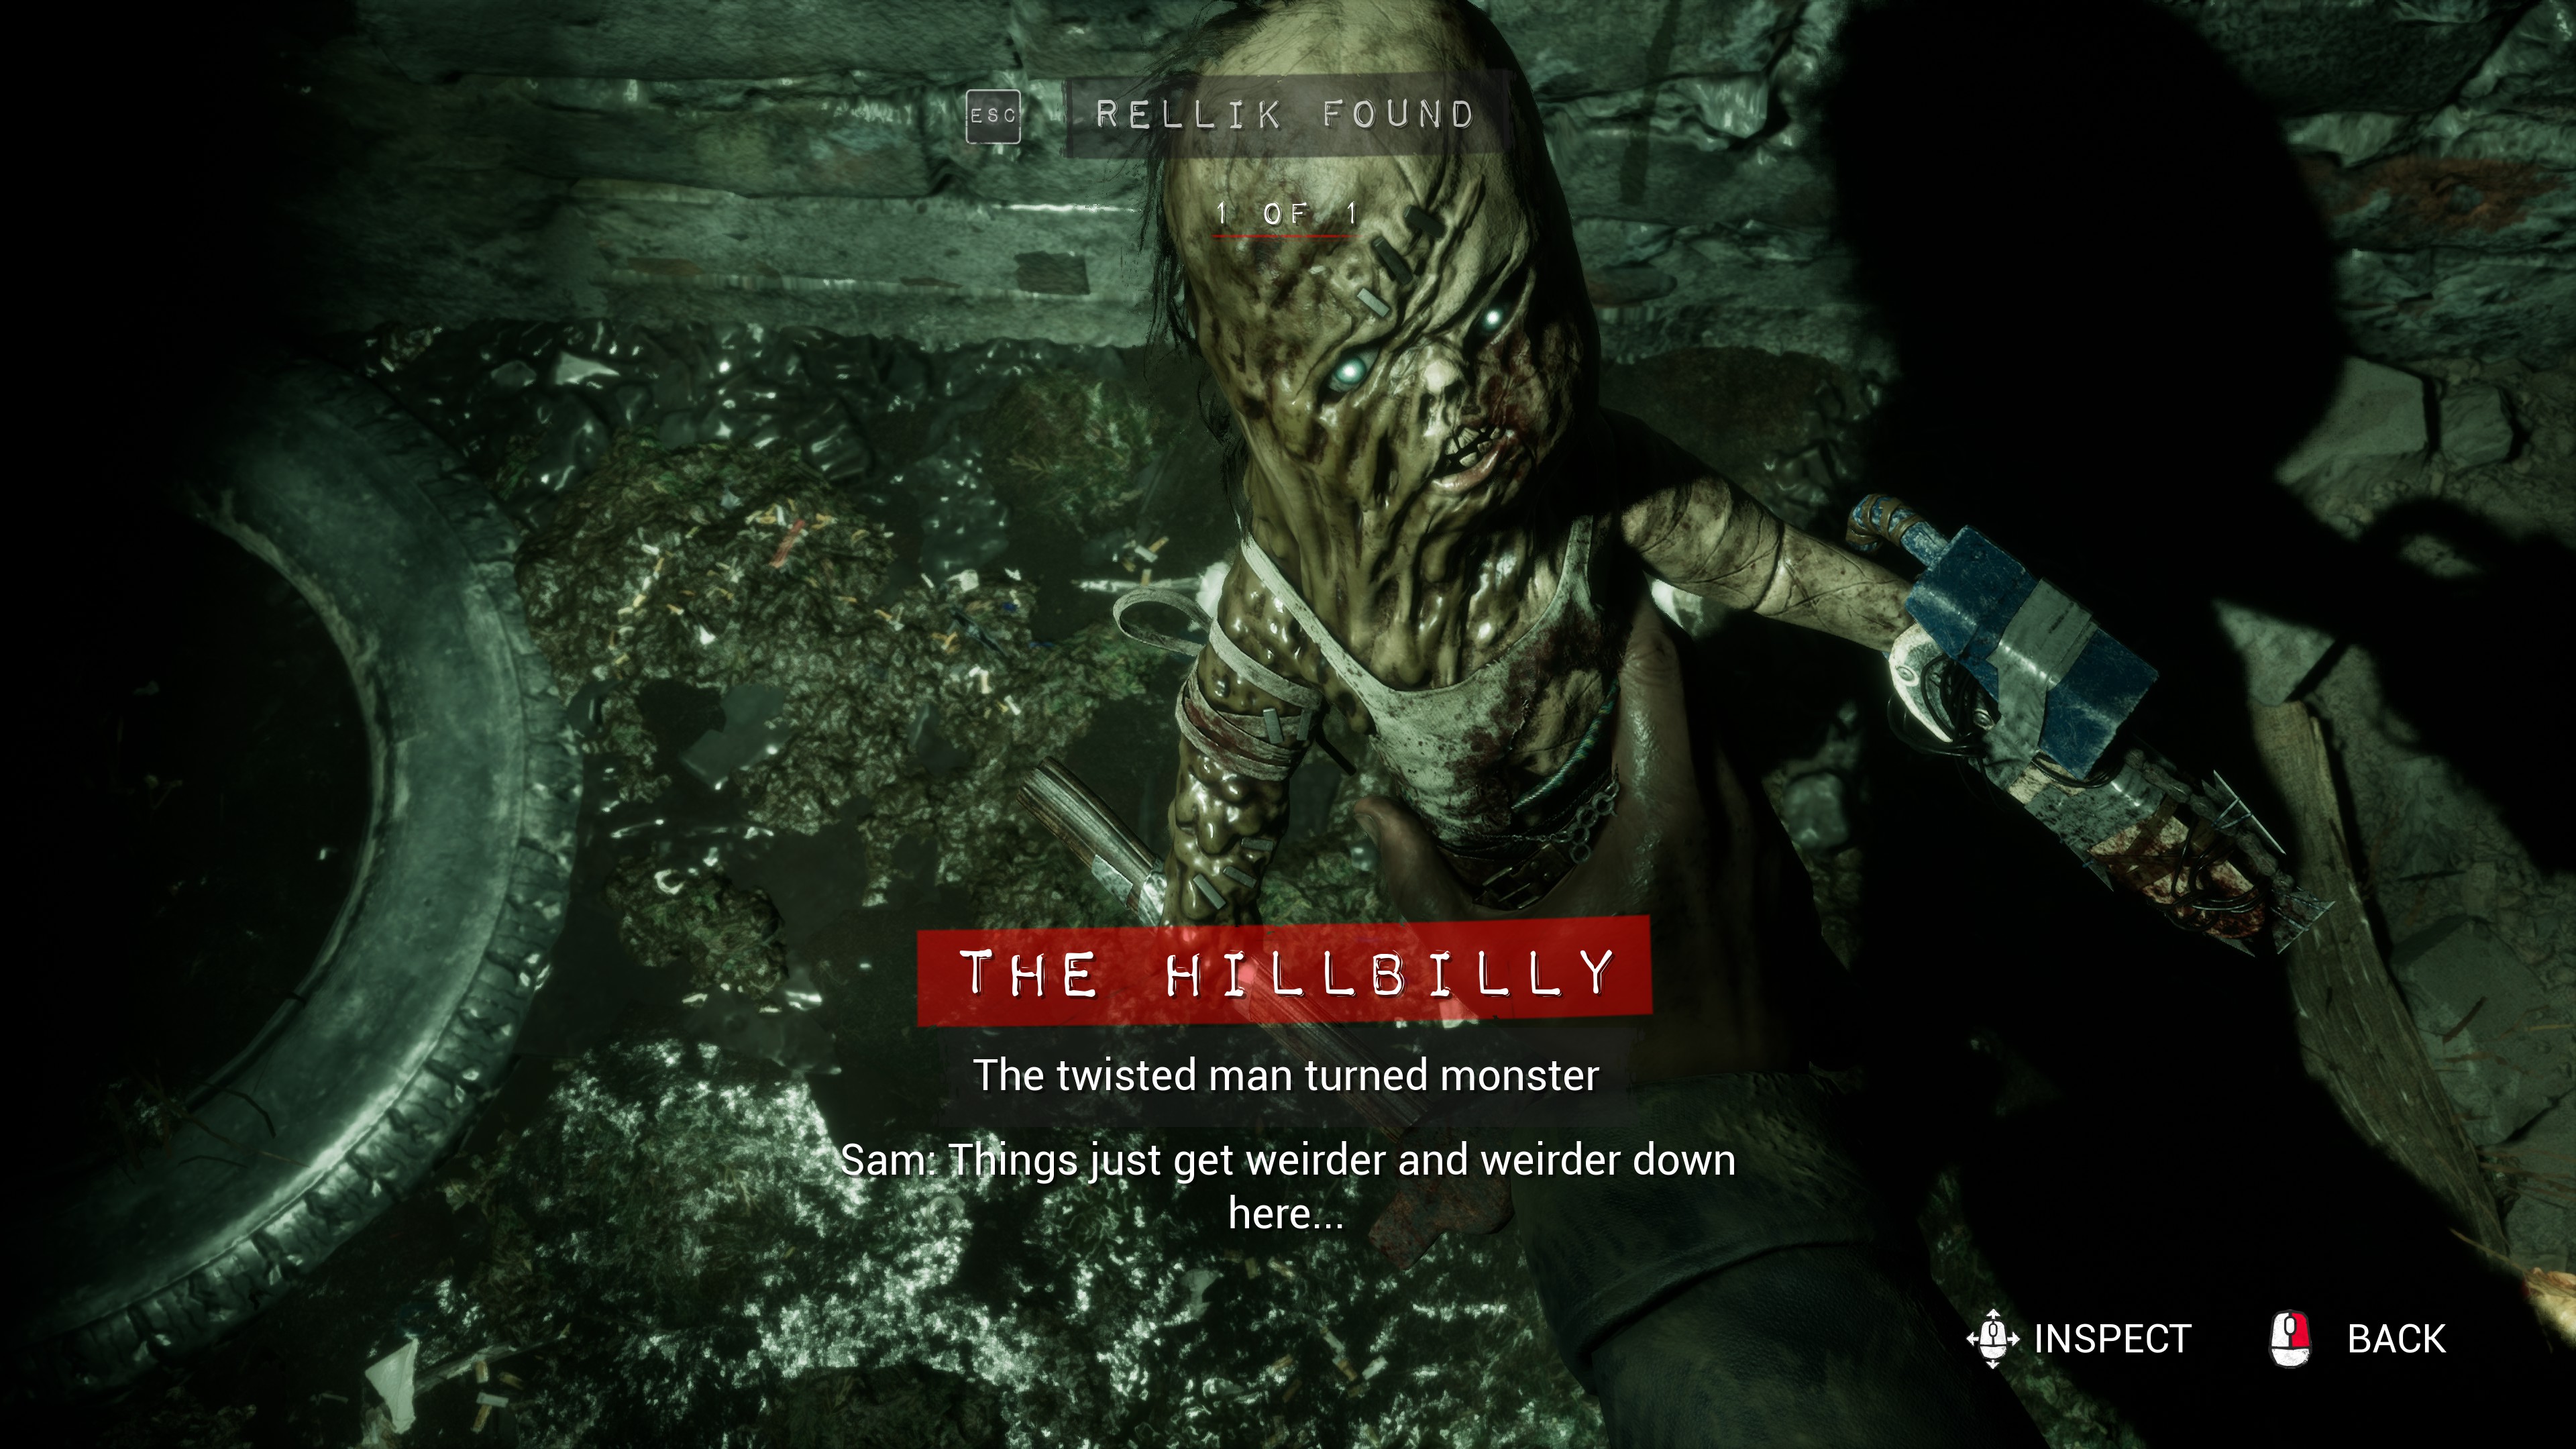 ESC RELLIK FOUND
1 OF 1
THE HILLBILLY
The twisted man turned monster
Sam: Things just get weirder and weirder down
here...
INSPECT BACK